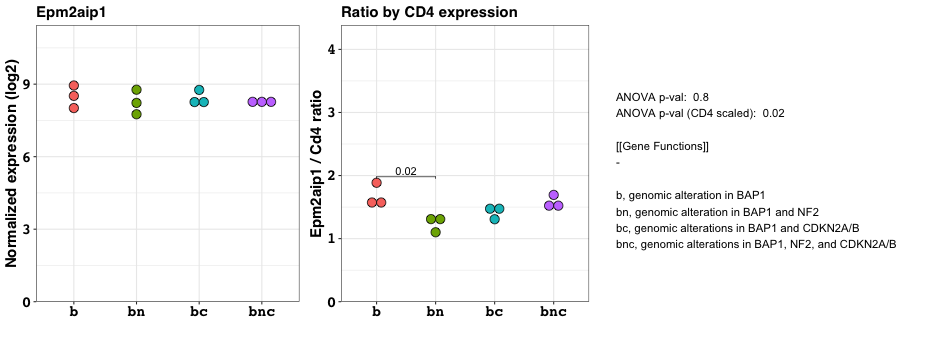 Epm2aip1
Normalized expression (log2)
9
6
3
0
b bn bc bnc
Ratio by CD4 expression
Epm2aip1 / Cd4 ratio
4
3
2
1
0
0.02
b bn bc bnc
ANOVA p-val: 0.8
ANOVA p-val (CD4 scaled): 0.02
[[Gene Functions]]
-
b, genomic alteration in BAP1
bn, genomic alteration in BAP1 and NF2
bc, genomic alterations in BAP1 and CDKN2A/B
bnc, genomic alterations in BAP1, NF2, and CDKN2A/B